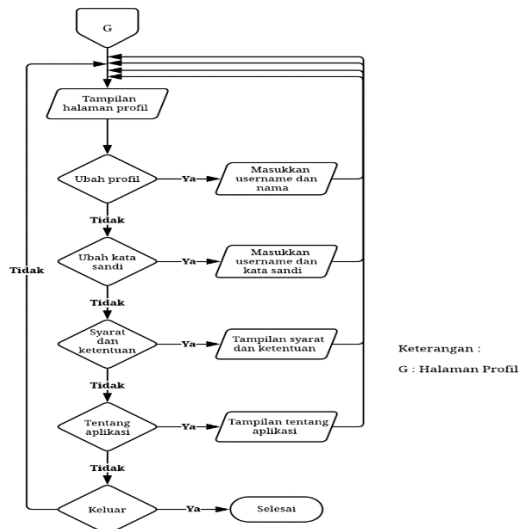 G
Tampilan
halaman profil
Ubah profil
Ya
Masukkan
username dan
nama
Tidak
Ubah kata
sandi
Ya
Masukkan
username dan
kata sandi
Tidak
Tidak
Syarat
dan
ketentuan
Ya
Tampilan syarat
dan ketentuan
Tidak
Tentang
aplikasi
Ya
Tampilan tentang
aplikasi
Tidak
Keluar
Ya
Selesai
Keterangan :
G : Halaman Profil